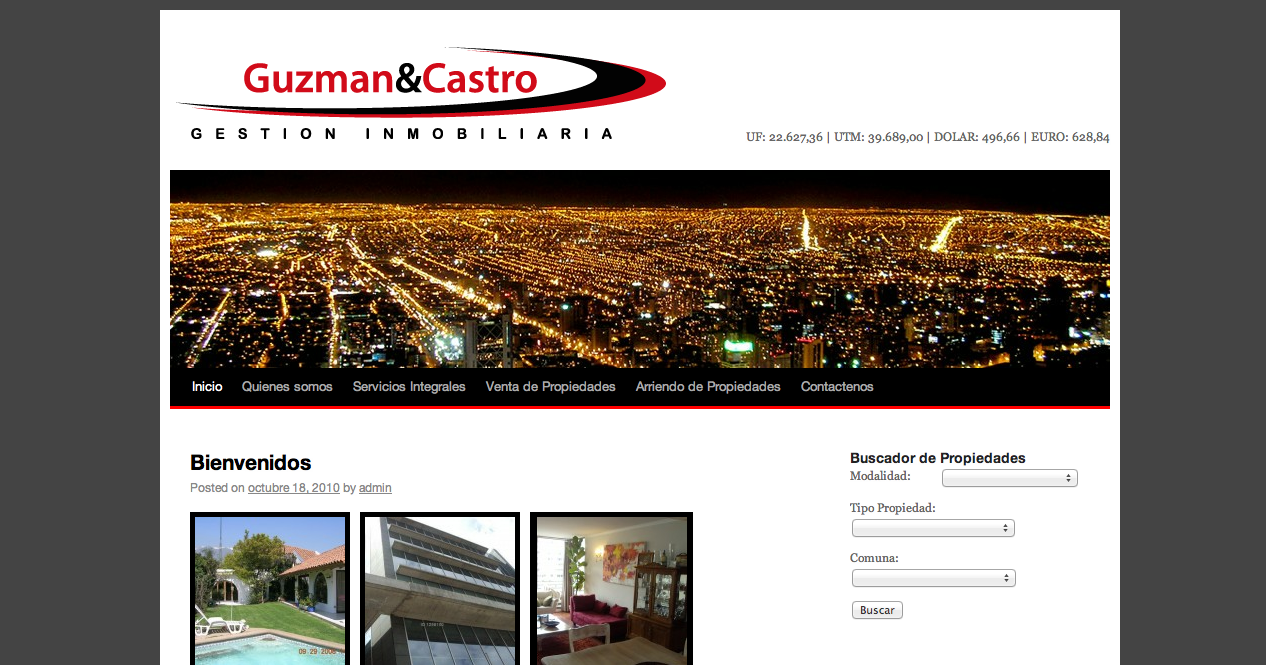 Guzman&Castro
GESTION INMOBILIARIA
UF: 22.627,36 | UTM: 39.689,00 | DOLAR: 496,66 | EURO: 628,84
Inicio Quienes somos Servicios Integrales Venta de Propiedades Arriendo de Propiedades Contactenos
Bienvenidos
Posted on octubre 18, 2010 by admin
09 29 2006
Buscador de Propiedades
Modalidad:
Tipo Propiedad:
Comuna:
Buscar